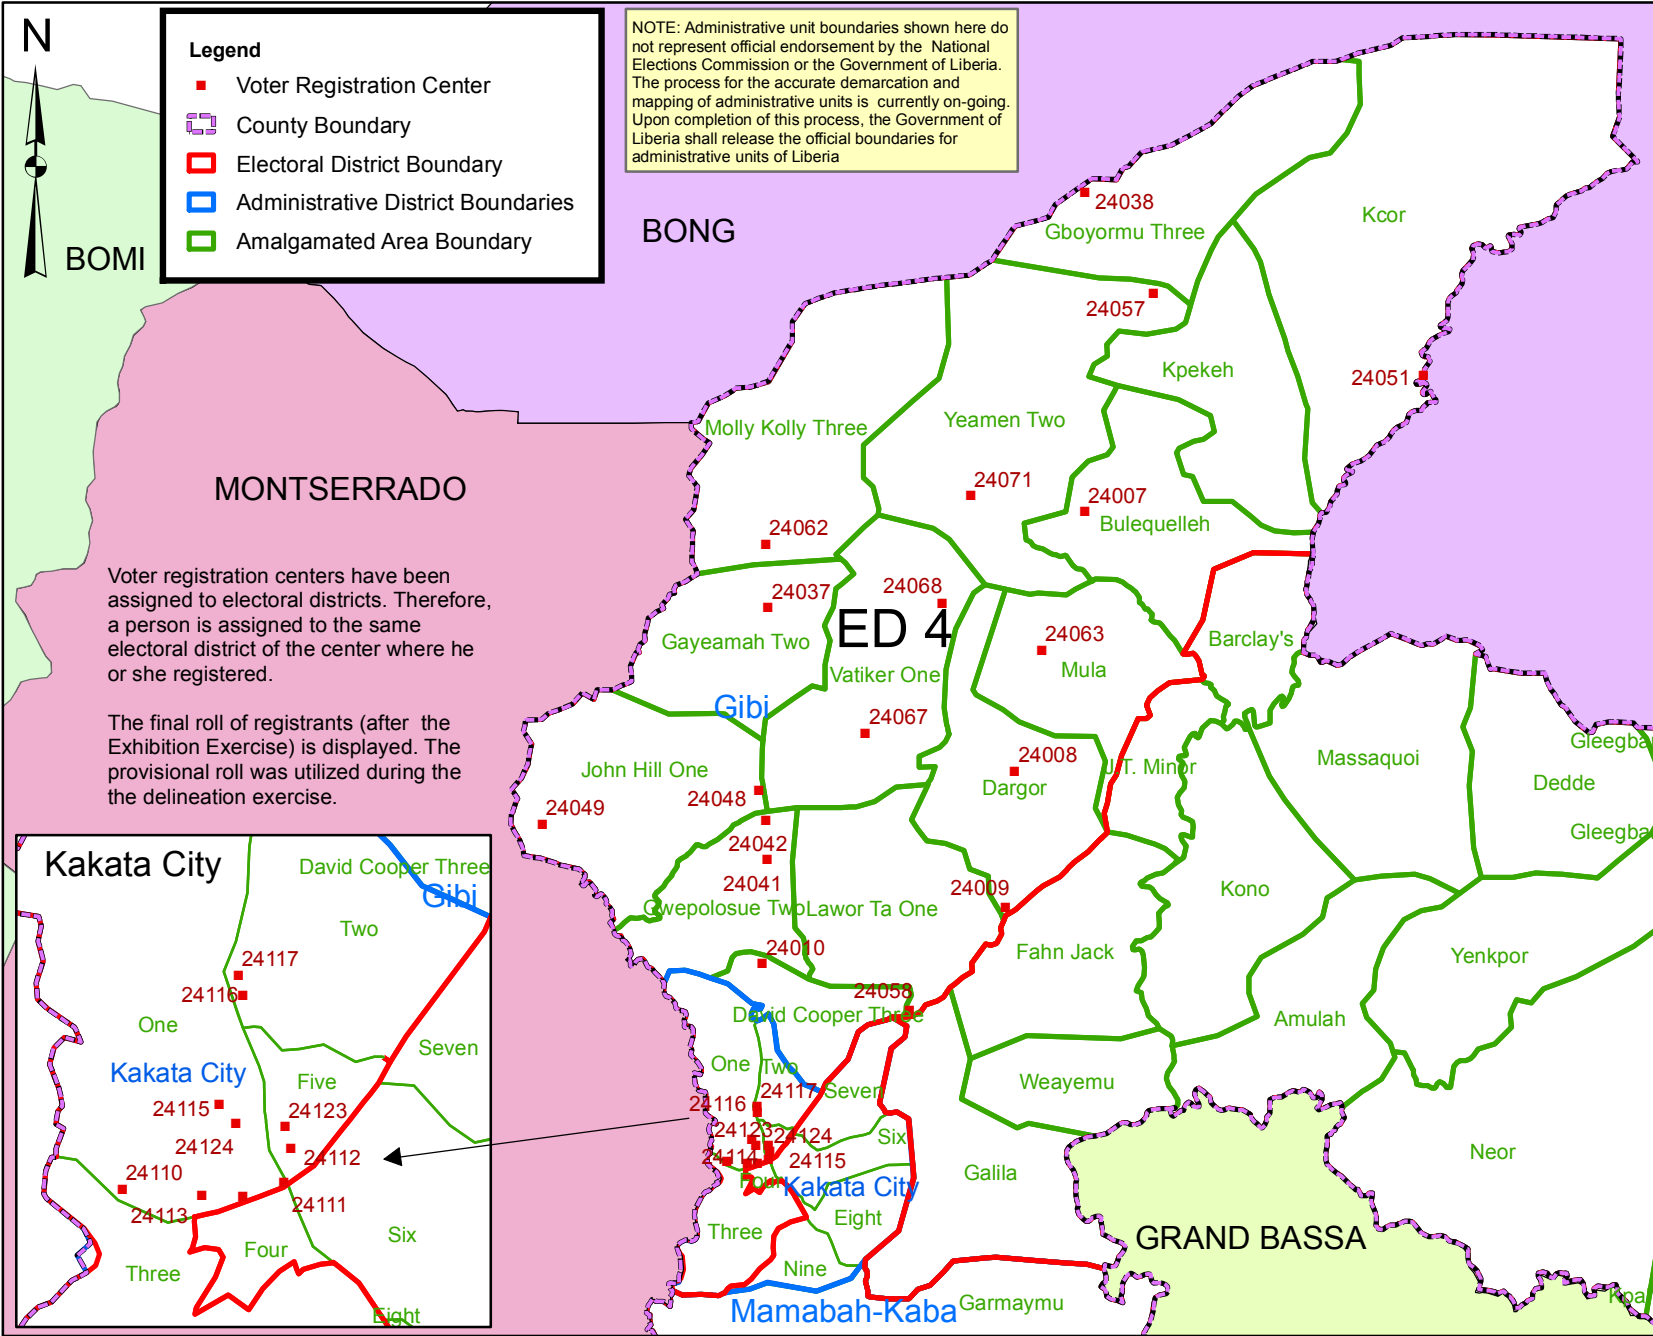 N
Legend
Voter Registration Center
County Boundary
Electoral District Boundary
Administrative District Boundaries
Amalgamated Area Boundary
NOTE: Administrative unit boundaries shown here do
not represent official endorsement by the National
Elections Commission or the Government of Liberia.
The process for the accurate demarcation and
mapping of administrative units is currently on-going.
Upon completion of this process, the Government of
Liberia shall release the official boundaries for
administrative units of Liberia
BOMI
BONG
MONTSERRADO
24038
Gboyormu Three
Kcor
24057
Kpekeh
24051
Molly Kolly Three
Yeamen Two
24071
24007
Bulequelleh
24062
24037
24068
ED 4
Gayeamah Two
Vatiker One
24063
Mula
Barclay's
Gibi
24067
John Hill One
24008
Dargor
J.T. Minor
Massaquoi
Gleegba
Dedde
Gleegba
24048
24049
24042
24041
24009
Kono
Gwepolosue Two
Lawor Ta One
24010
Fahn Jack
Yenkpor
24058
David Cooper Three
Amulah
One
Two
Seven
Weayemu
24117
24116
24123
24124
Six
24114
24115
Four
Kakata City
Galila
Neor
Three
Eight
GRAND BASSA
Nine
Mamabah-Kaba
Garmaymu
Kpa
Voter registration centers have been
assigned to electoral districts. Therefore,
a person is assigned to the same
electoral district of the center where he
or she registered.
The final roll of registrants (after the
Exhibition Exercise) is displayed. The
provisional roll was utilized during the
the delineation exercise.
Kakata City
David Cooper Three
Gibi
Two
24117
24116
One
Seven
Kakata City
Five
24115
24123
24124
24112
24110
24111
24113
Six
Four
Three
Eight